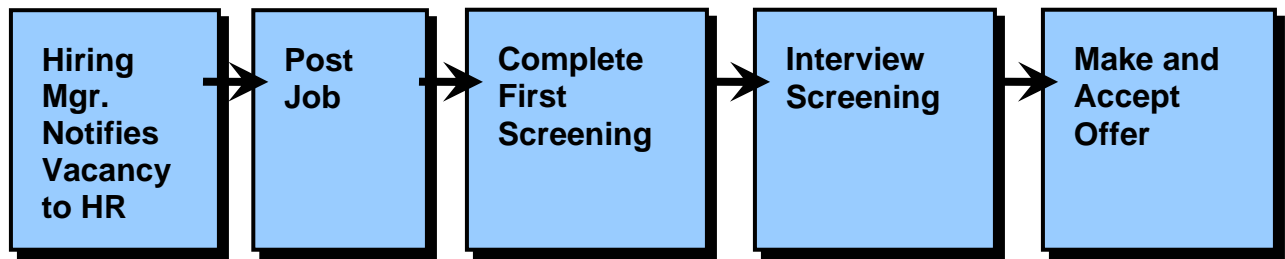 Hiring
Mgr.
Notifies
Vacancy
to HR
Post
Job
Complete
First
Screening
Interview
Screening
Make and
Accept
Offer